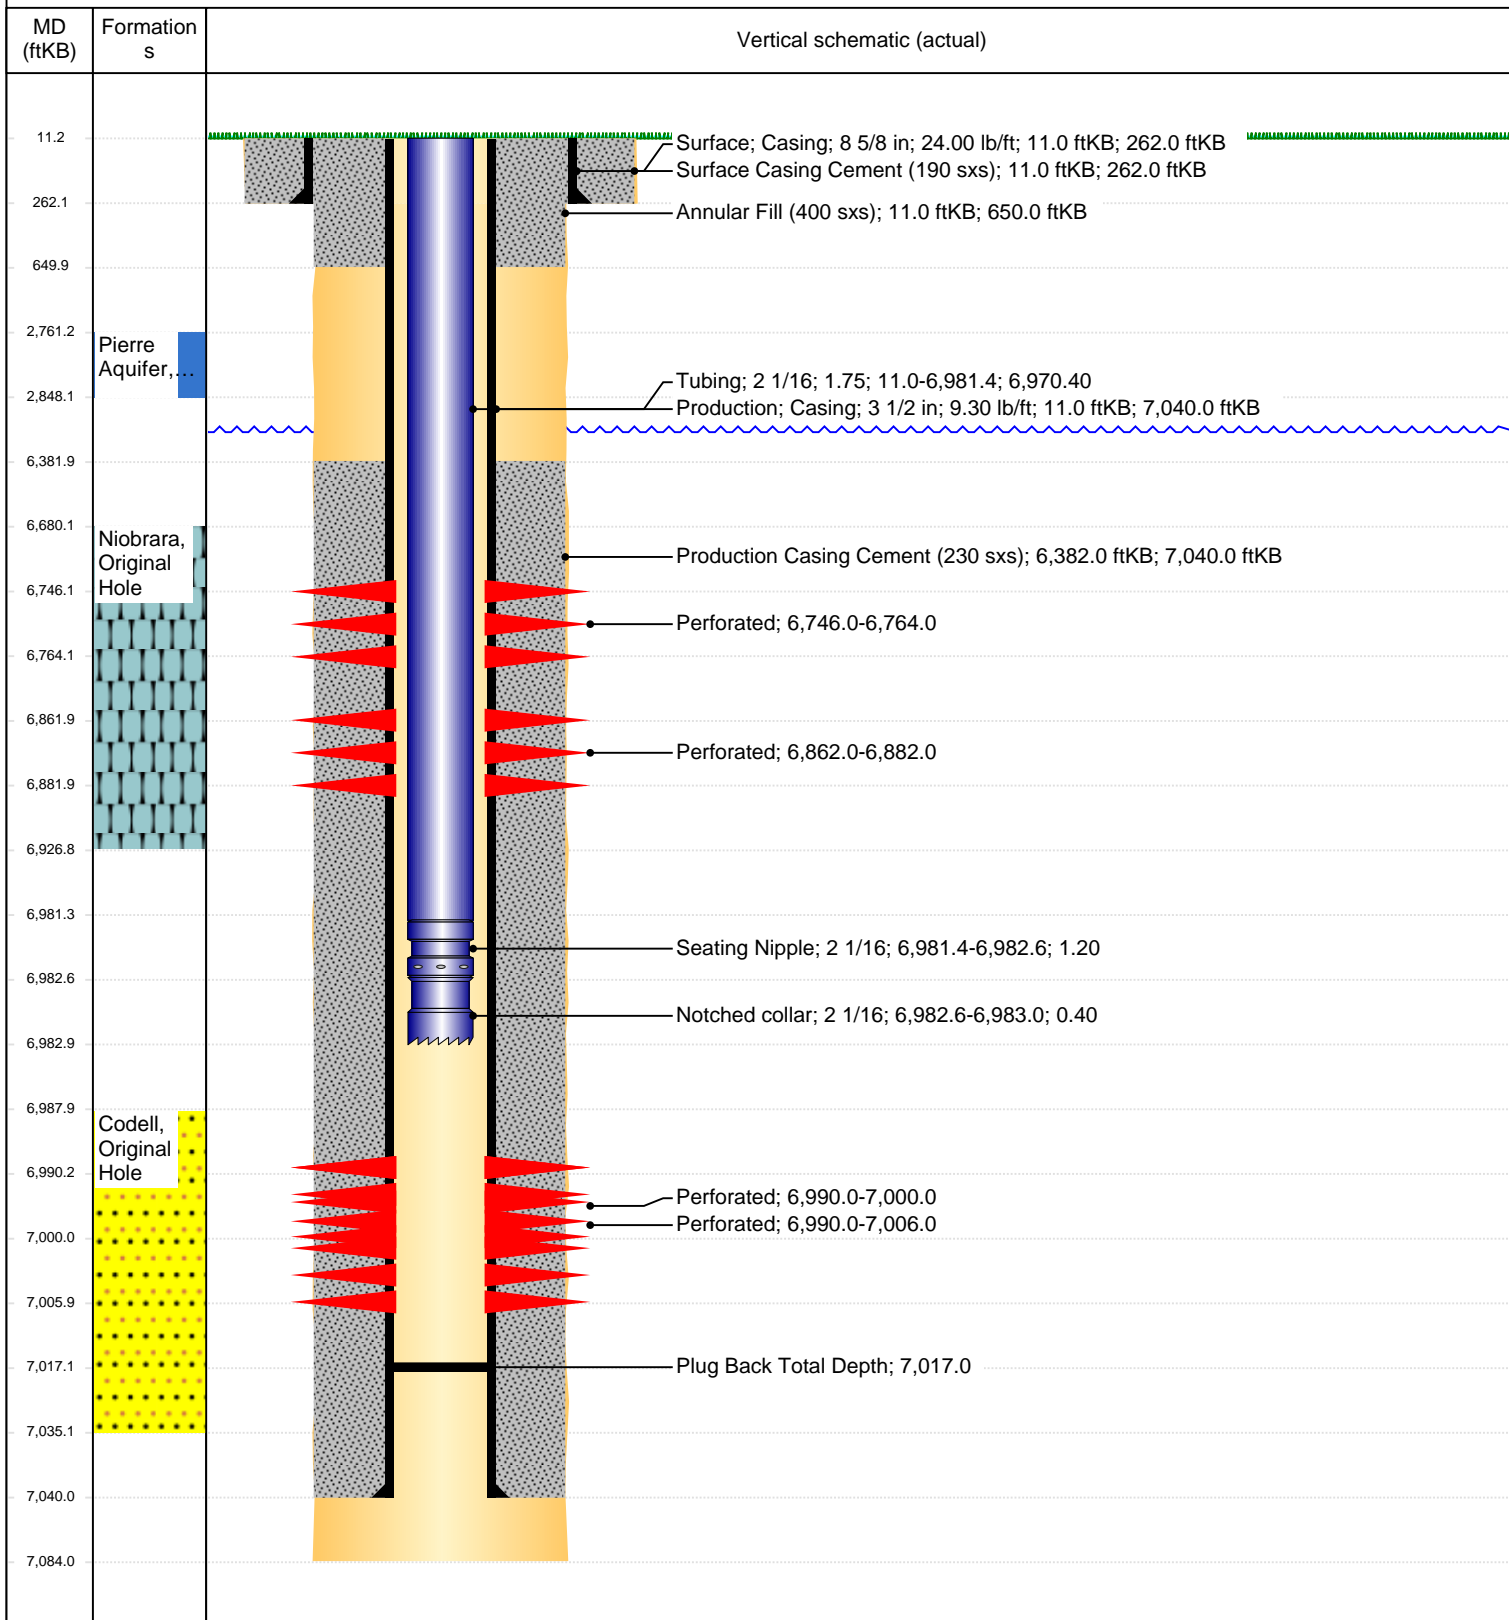 MD
(ftKB)
Formation
s
Vertical schematic (actual)
11.2
Surface; Casing; 8 5/8 in; 24.00 lb/ft; 11.0 ftKB; 262.0 ftKB
Surface Casing Cement (190 sxs); 11.0 ftKB; 262.0 ftKB
262.1
Annular Fill (400 sxs); 11.0 ftKB; 650.0 ftKB
649.9
2,761.2
Pierre
Aquifer,...
Tubing; 2 1/16; 1.75; 11.0-6,981.4; 6,970.40
2,848.1
Production; Casing; 3 1/2 in; 9.30 lb/ft; 11.0 ftKB; 7,040.0 ftKB
6,381.9
6,680.1
Niobrara,
Original
Hole
Production Casing Cement (230 sxs); 6,382.0 ftKB; 7,040.0 ftKB
6,746.1
Perforated; 6,746.0-6,764.0
6,764.1
6,861.9
Perforated; 6,862.0-6,882.0
6,881.9
6,926.8
6,981.3
Seating Nipple; 2 1/16; 6,981.4-6,982.6; 1.20
6,982.6
Notched collar; 2 1/16; 6,982.6-6,983.0; 0.40
6,982.9
6,987.9
Codell,
Original
Hole
6,990.2
Perforated; 6,990.0-7,000.0
Perforated; 6,990.0-7,006.0
7,000.0
7,005.9
7,017.1
Plug Back Total Depth; 7,017.0
7,035.1
7,040.0
7,084.0